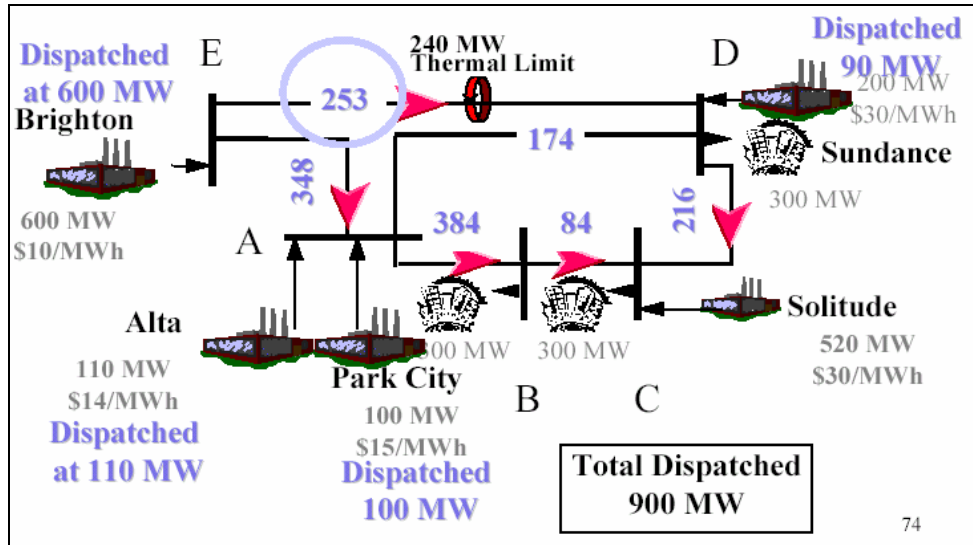 E
240 MW
Thermal Limit
D
Dispatched
90 MW
Dispatched
at 600 MW
Brighton
253
200 MW
$30/MWh
174
Sundance
300 MW
600 MW
$10/MWh
348
A
384
84
216
Alta
300 MW
300 MW
Solitude
520 MW
$30/MWh
110 MW
$14/MWh
Park City
B
C
100 MW
$15/MWh
Dispatched
at 110 MW
Dispatched
100 MW
Total Dispatched
900 MW
74